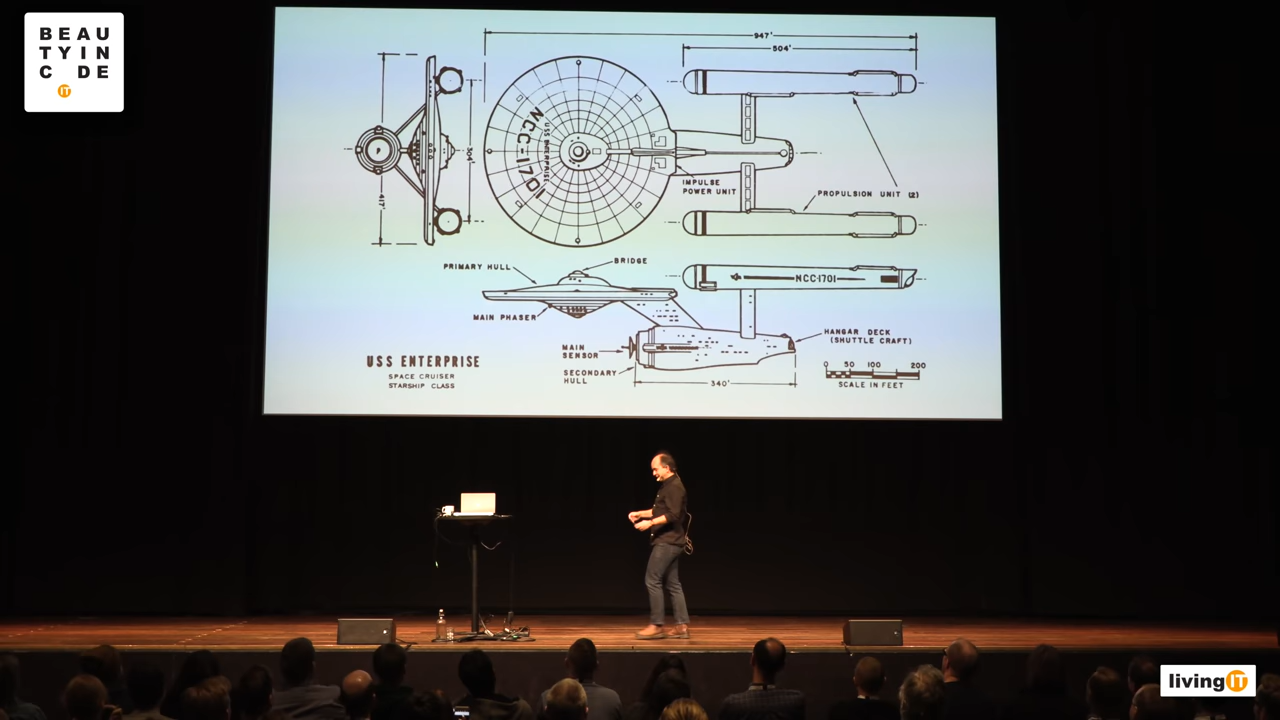 BEAU
TYIN
C DE
IT
947'
504'
NCC-1701
USS ENTERPRISE
304'
417'
IMPULSE
POWER UNIT
PROPULSION UNIT (2)
PRIMARY HULL
BRIDGE
NCC-1701
MAIN PHASER
HANGAR DECK
(SHUTTLE CRAFT)
MAIN
SENSOR
SECONDARY
HULL
340'
USS ENTERPRISE
SPACE CRUISER
STARSHIP CLASS
0 50 100 200
SCALE IN FEET
livingIT